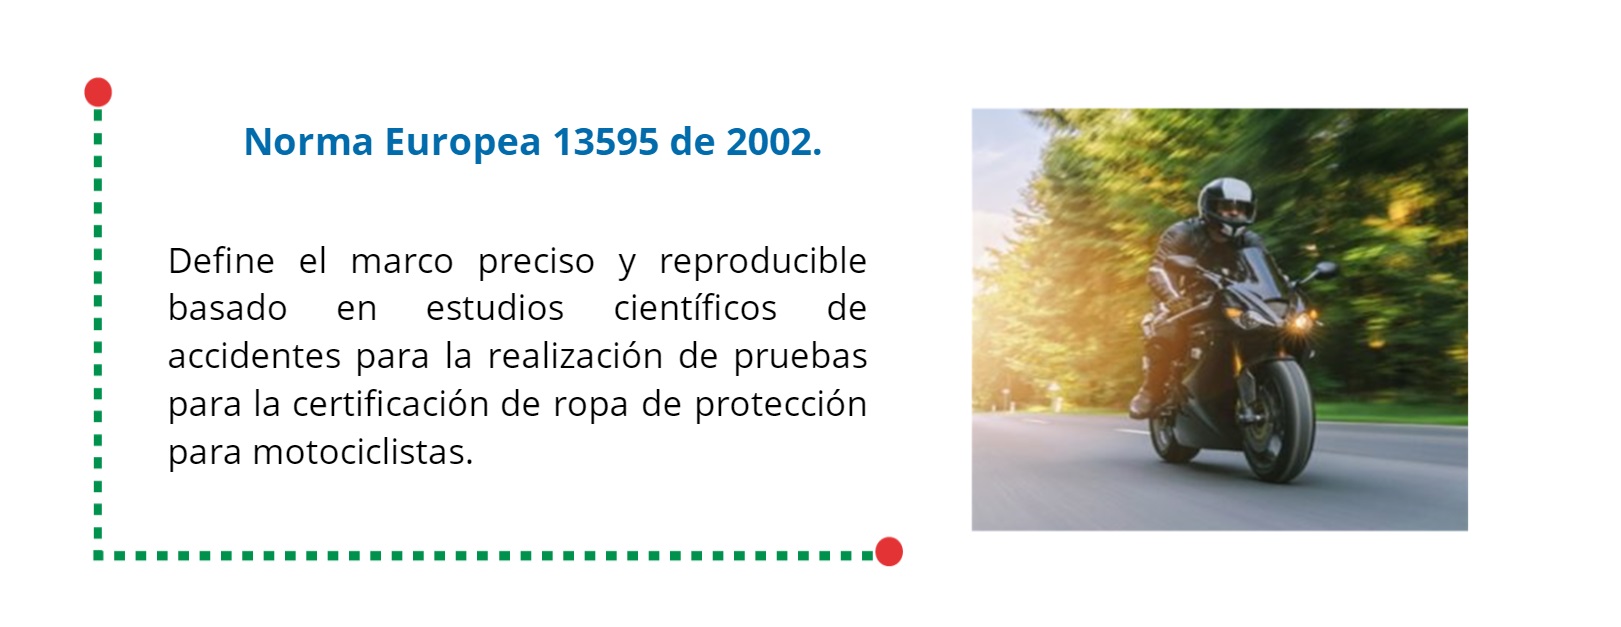 Norma Europea 13595 de 2002.
Define el marco preciso y reproducible
basado en estudios científicos de
accidentes para la realización de pruebas
para la certificación de ropa de protección
para motociclistas.